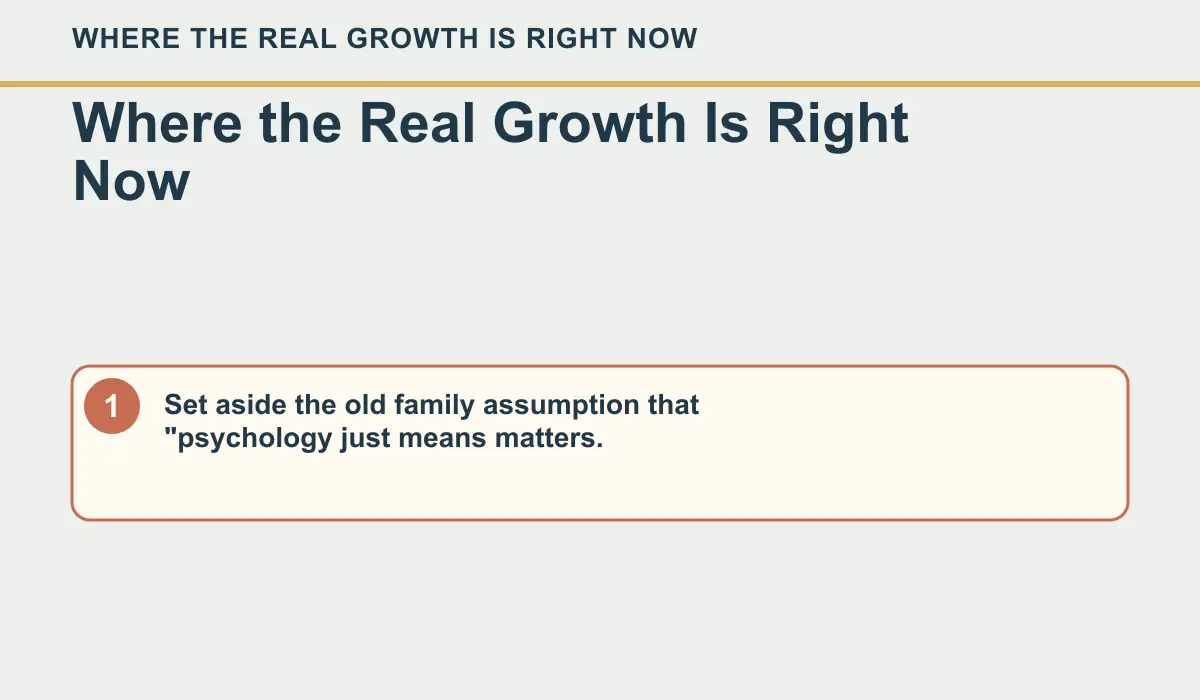 WHERE THE REAL GROWTH IS RIGHT NOW
Where the Real Growth Is Right
Now
1
Set aside the old family assumption that
"psychology just means matters.